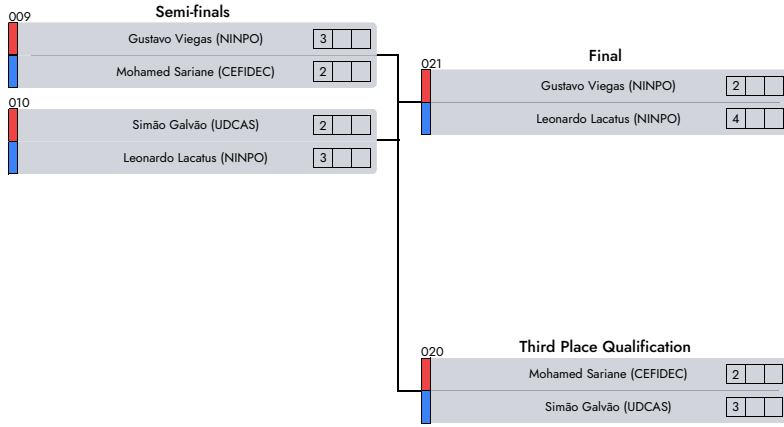 Semi-finals
009
Gustavo Viegas (NINPO) 3
Mohamed Sariane (CEFIDEC) 2
010
Simão Galvão (UDCAS) 2
Leonardo Lacatus (NINPO) 3
Final
021
Gustavo Viegas (NINPO) 2
Leonardo Lacatus (NINPO) 4
Third Place Qualification
020
Mohamed Sariane (CEFIDEC) 2
Simão Galvão (UDCAS) 3